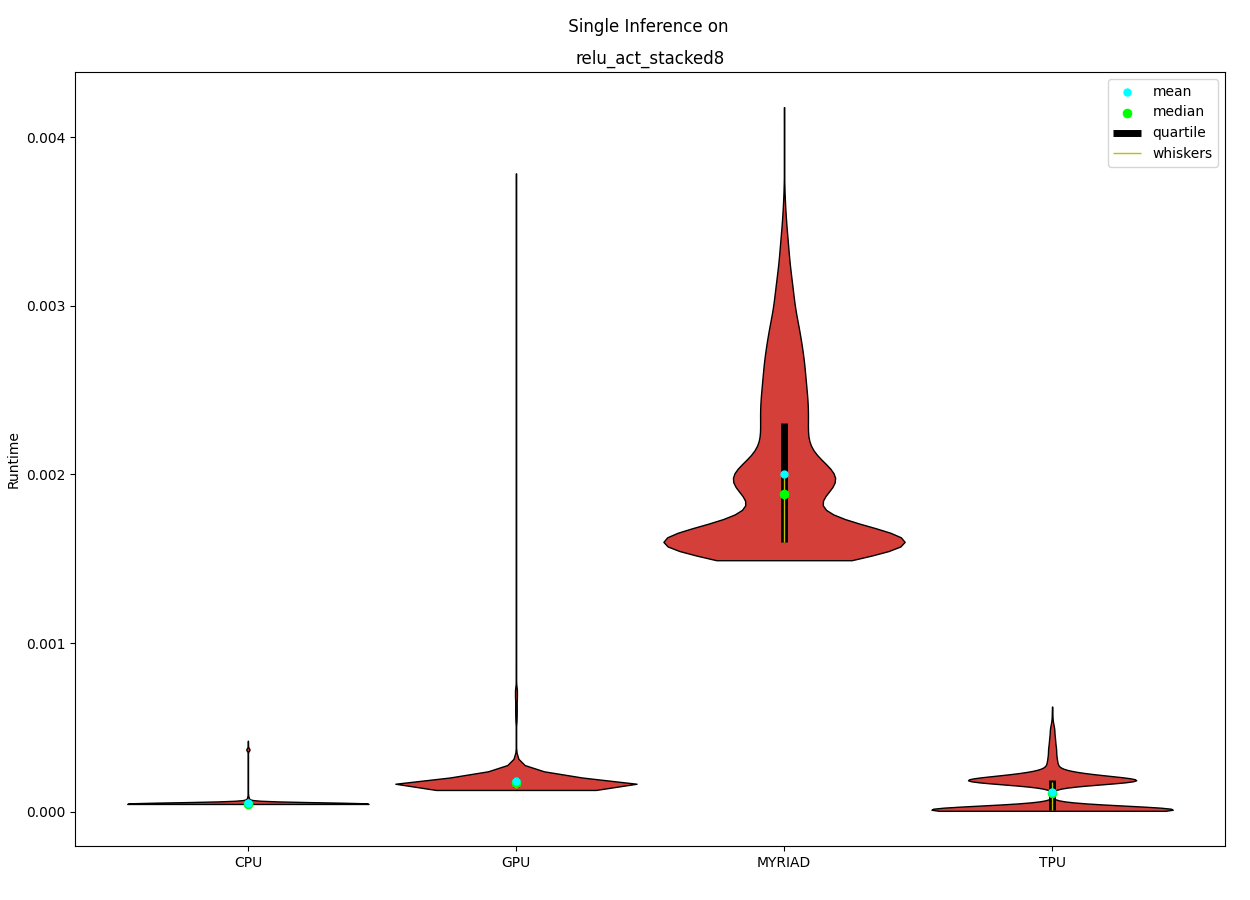 Single Inference on
relu_act_stacked8
mean
median
quartile
whiskers
0.004
0.003
0.002
0.001
0.000
Runtime
CPU
GPU
MYRIAD
TPU